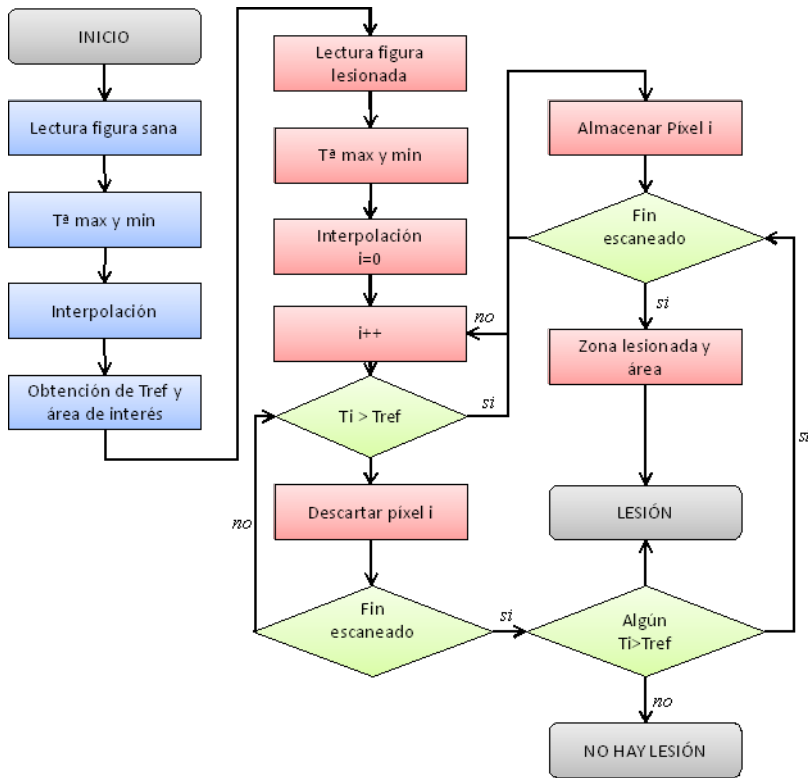 INICIO
Lectura figura sana
Tª max y min
Interpolación
Obtención de Tref y
área de interés
Lectura figura
lesionada
Tª max y min
Interpolación
i=0
i++
Ti > Tref
si
no
Descartar píxel i
Fin
escaneado
si
Almacenar Píxel i
Fin
escaneado
no
si
Zona lesionada y
área
LESIÓN
Algún
Ti>Tref
si
no
NO HAY LESIÓN